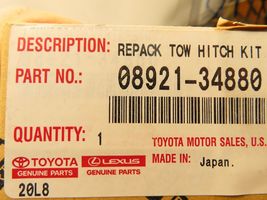 DESCRIPTION: REPACK TOW HITCH KIT
PART NO.: 08921-34880
QUANTITY: 1 TOYOTA MOTOR SALES, U.S.
TOYOTA GENUINE PARTS LEXUS GENUINE PARTS MADE IN: Japan.
20L8